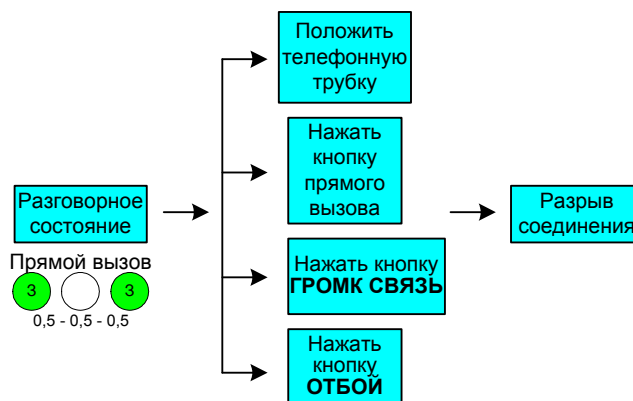 Положить
телефонную
трубку
Нажать
кнопку
прямого
вызова
Разговорное
состояние
Разрыв
соединения
Прямой вызов
3 3
0,5 - 0,5 - 0,5
Нажать кнопку
ГРОМК СВЯЗЬ
Нажать
кнопку
ОТБОЙ